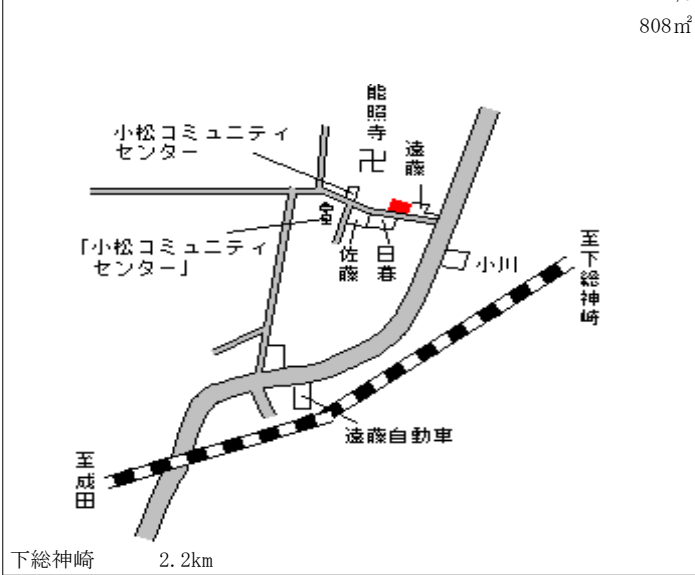 808㎡
能照寺
小松コミュニティ
センター
遠藤
「小松コミュニティ
センター」
佐藤
日暮
小川
至下総神崎
遠藤自動車
至成田
下総神崎 2.2km